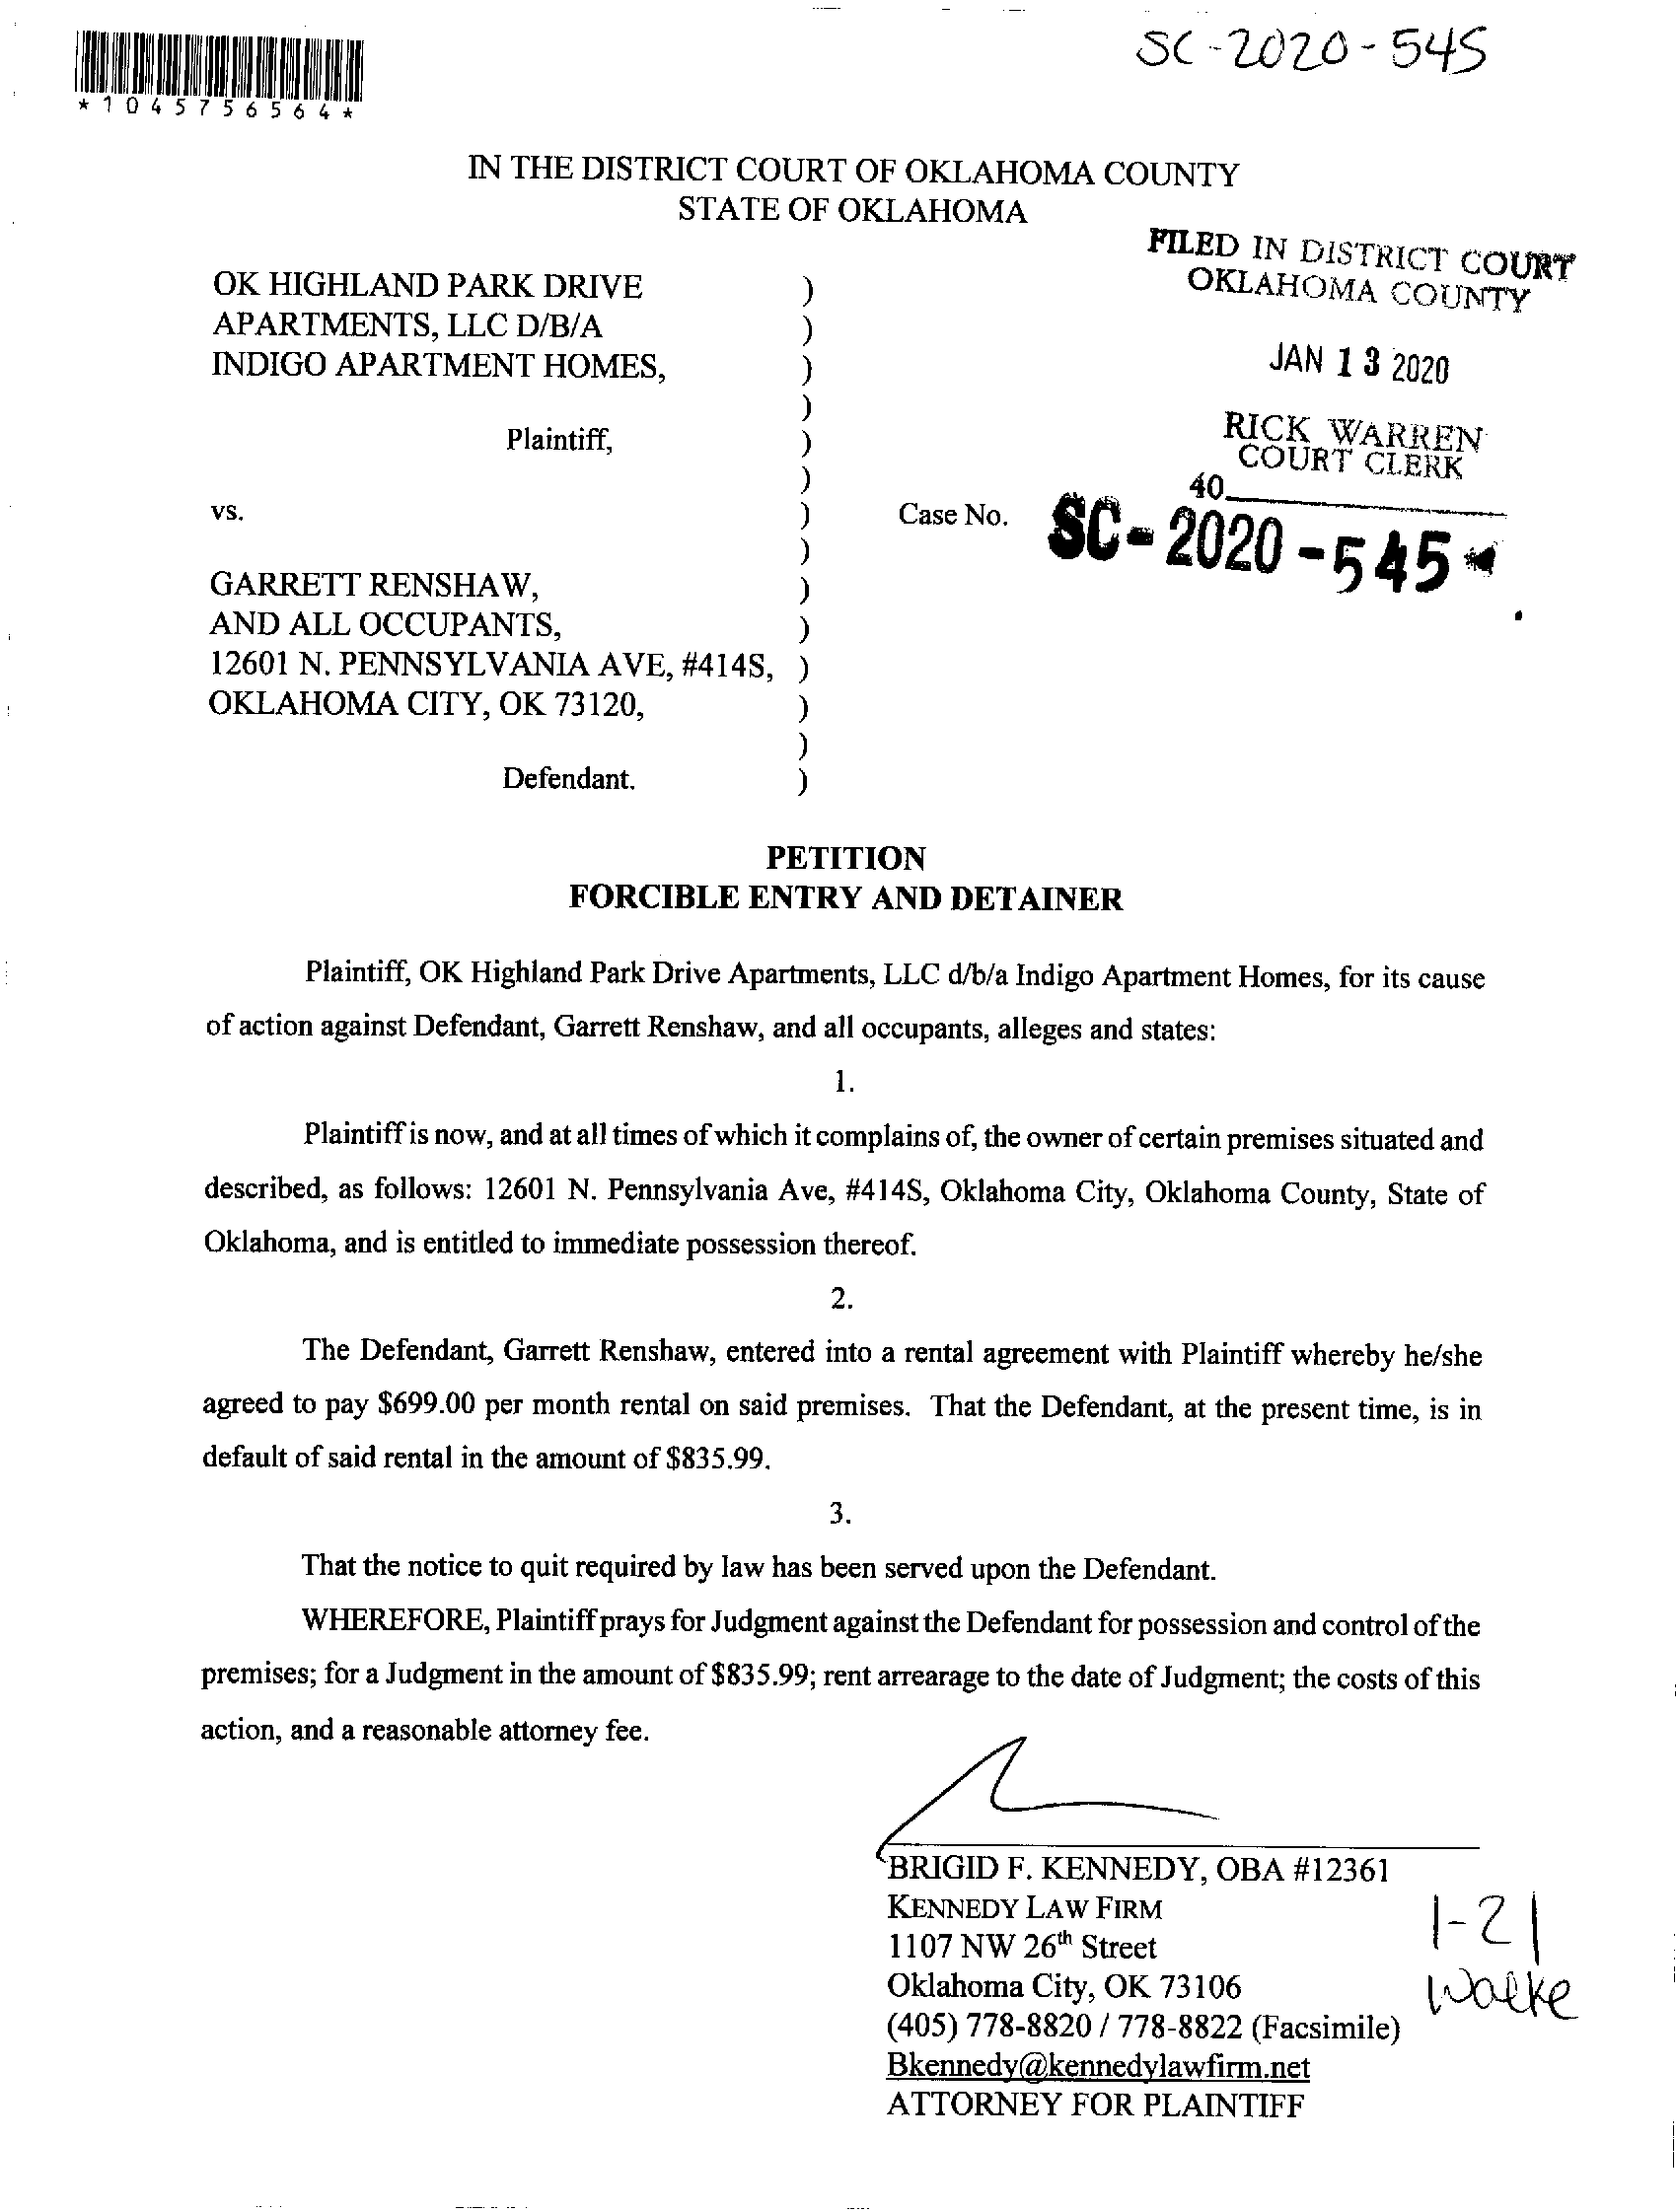 SC-2020-545
*1045756564*
IN THE DISTRICT COURT OF OKLAHOMA COUNTY
STATE OF OKLAHOMA
FILED IN DISTRICT COURT
OKLAHOMA COUNTY
JAN 13 2020
RICK WARREN
COURT CLERK
40
OK HIGHLAND PARK DRIVE )
APARTMENTS, LLC D/B/A )
INDIGO APARTMENT HOMES, )
)
Plaintiff, )
)
vs. ) Case No. SC-2020-545
)
GARRETT RENSHAW, )
AND ALL OCCUPANTS, )
12601 N. PENNSYLVANIA AVE, #414S, )
OKLAHOMA CITY, OK 73120, )
)
Defendant. )
PETITION
FORCIBLE ENTRY AND DETAINER
Plaintiff, OK Highland Park Drive Apartments, LLC d/b/a Indigo Apartment Homes, for its cause
of action against Defendant, Garrett Renshaw, and all occupants, alleges and states:
1.
Plaintiff is now, and at all times of which it complains of, the owner of certain premises situated and
described, as follows: 12601 N. Pennsylvania Ave, #414S, Oklahoma City, Oklahoma County, State of
Oklahoma, and is entitled to immediate possession thereof.
2.
The Defendant, Garrett Renshaw, entered into a rental agreement with Plaintiff whereby he/she
agreed to pay $699.00 per month rental on said premises. That the Defendant, at the present time, is in
default of said rental in the amount of $835.99.
3.
That the notice to quit required by law has been served upon the Defendant.
WHEREFORE, Plaintiff prays for Judgment against the Defendant for possession and control of the
premises; for a Judgment in the amount of $835.99; rent arrearage to the date of Judgment; the costs of this
action, and a reasonable attorney fee.
BRIGID F. KENNEDY, OBA #12361
KENNEDY LAW FIRM
1107 NW 26th Street
Oklahoma City, OK 73106
(405) 778-8820 / 778-8822 (Facsimile)
Bkennedy@kennedylawfirm.net
ATTORNEY FOR PLAINTIFF
1-21